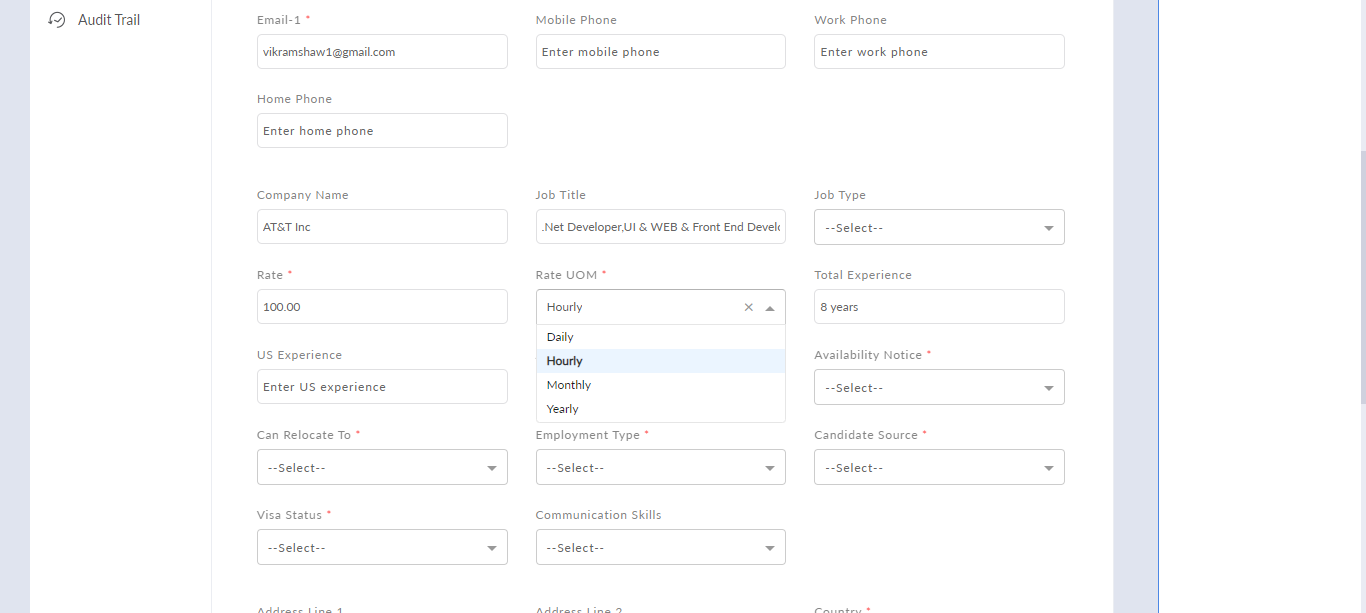 Audit Trail
Email-1 * Mobile Phone Work Phone
vikramshaw1@gmail.com Enter mobile phone Enter work phone
Home Phone
Enter home phone
Company Name Job Title Job Type
AT&T Inc .Net Developer,UI & WEB & Front End Develo --Select--
Rate * Rate UOM * Total Experience
100.00 Hourly 8 years
Daily
US Experience Hourly Availability Notice *
Enter US experience Monthly --Select--
Yearly
Can Relocate To * Employment Type * Candidate Source *
--Select-- --Select-- --Select--
Visa Status * Communication Skills
--Select-- --Select--
Address Line 1 Address Line 2 Country *